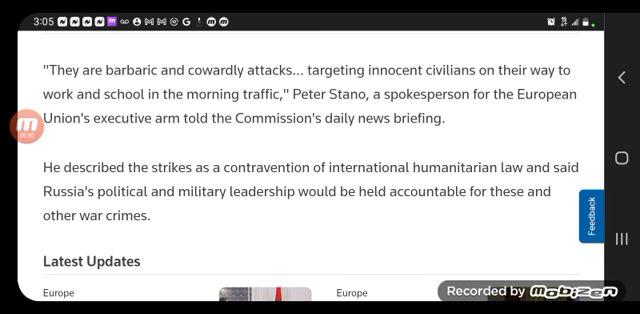 3:05
"They are barbaric and cowardly attacks... targeting innocent civilians on their way to
work and school in the morning traffic," Peter Stano, a spokesperson for the European
Union's executive arm told the Commission's daily news briefing.
He described the strikes as a contravention of international humanitarian law and said
Russia's political and military leadership would be held accountable for these and
other war crimes.
Feedback
Latest Updates
Europe
Europe
Recorded by mobizen